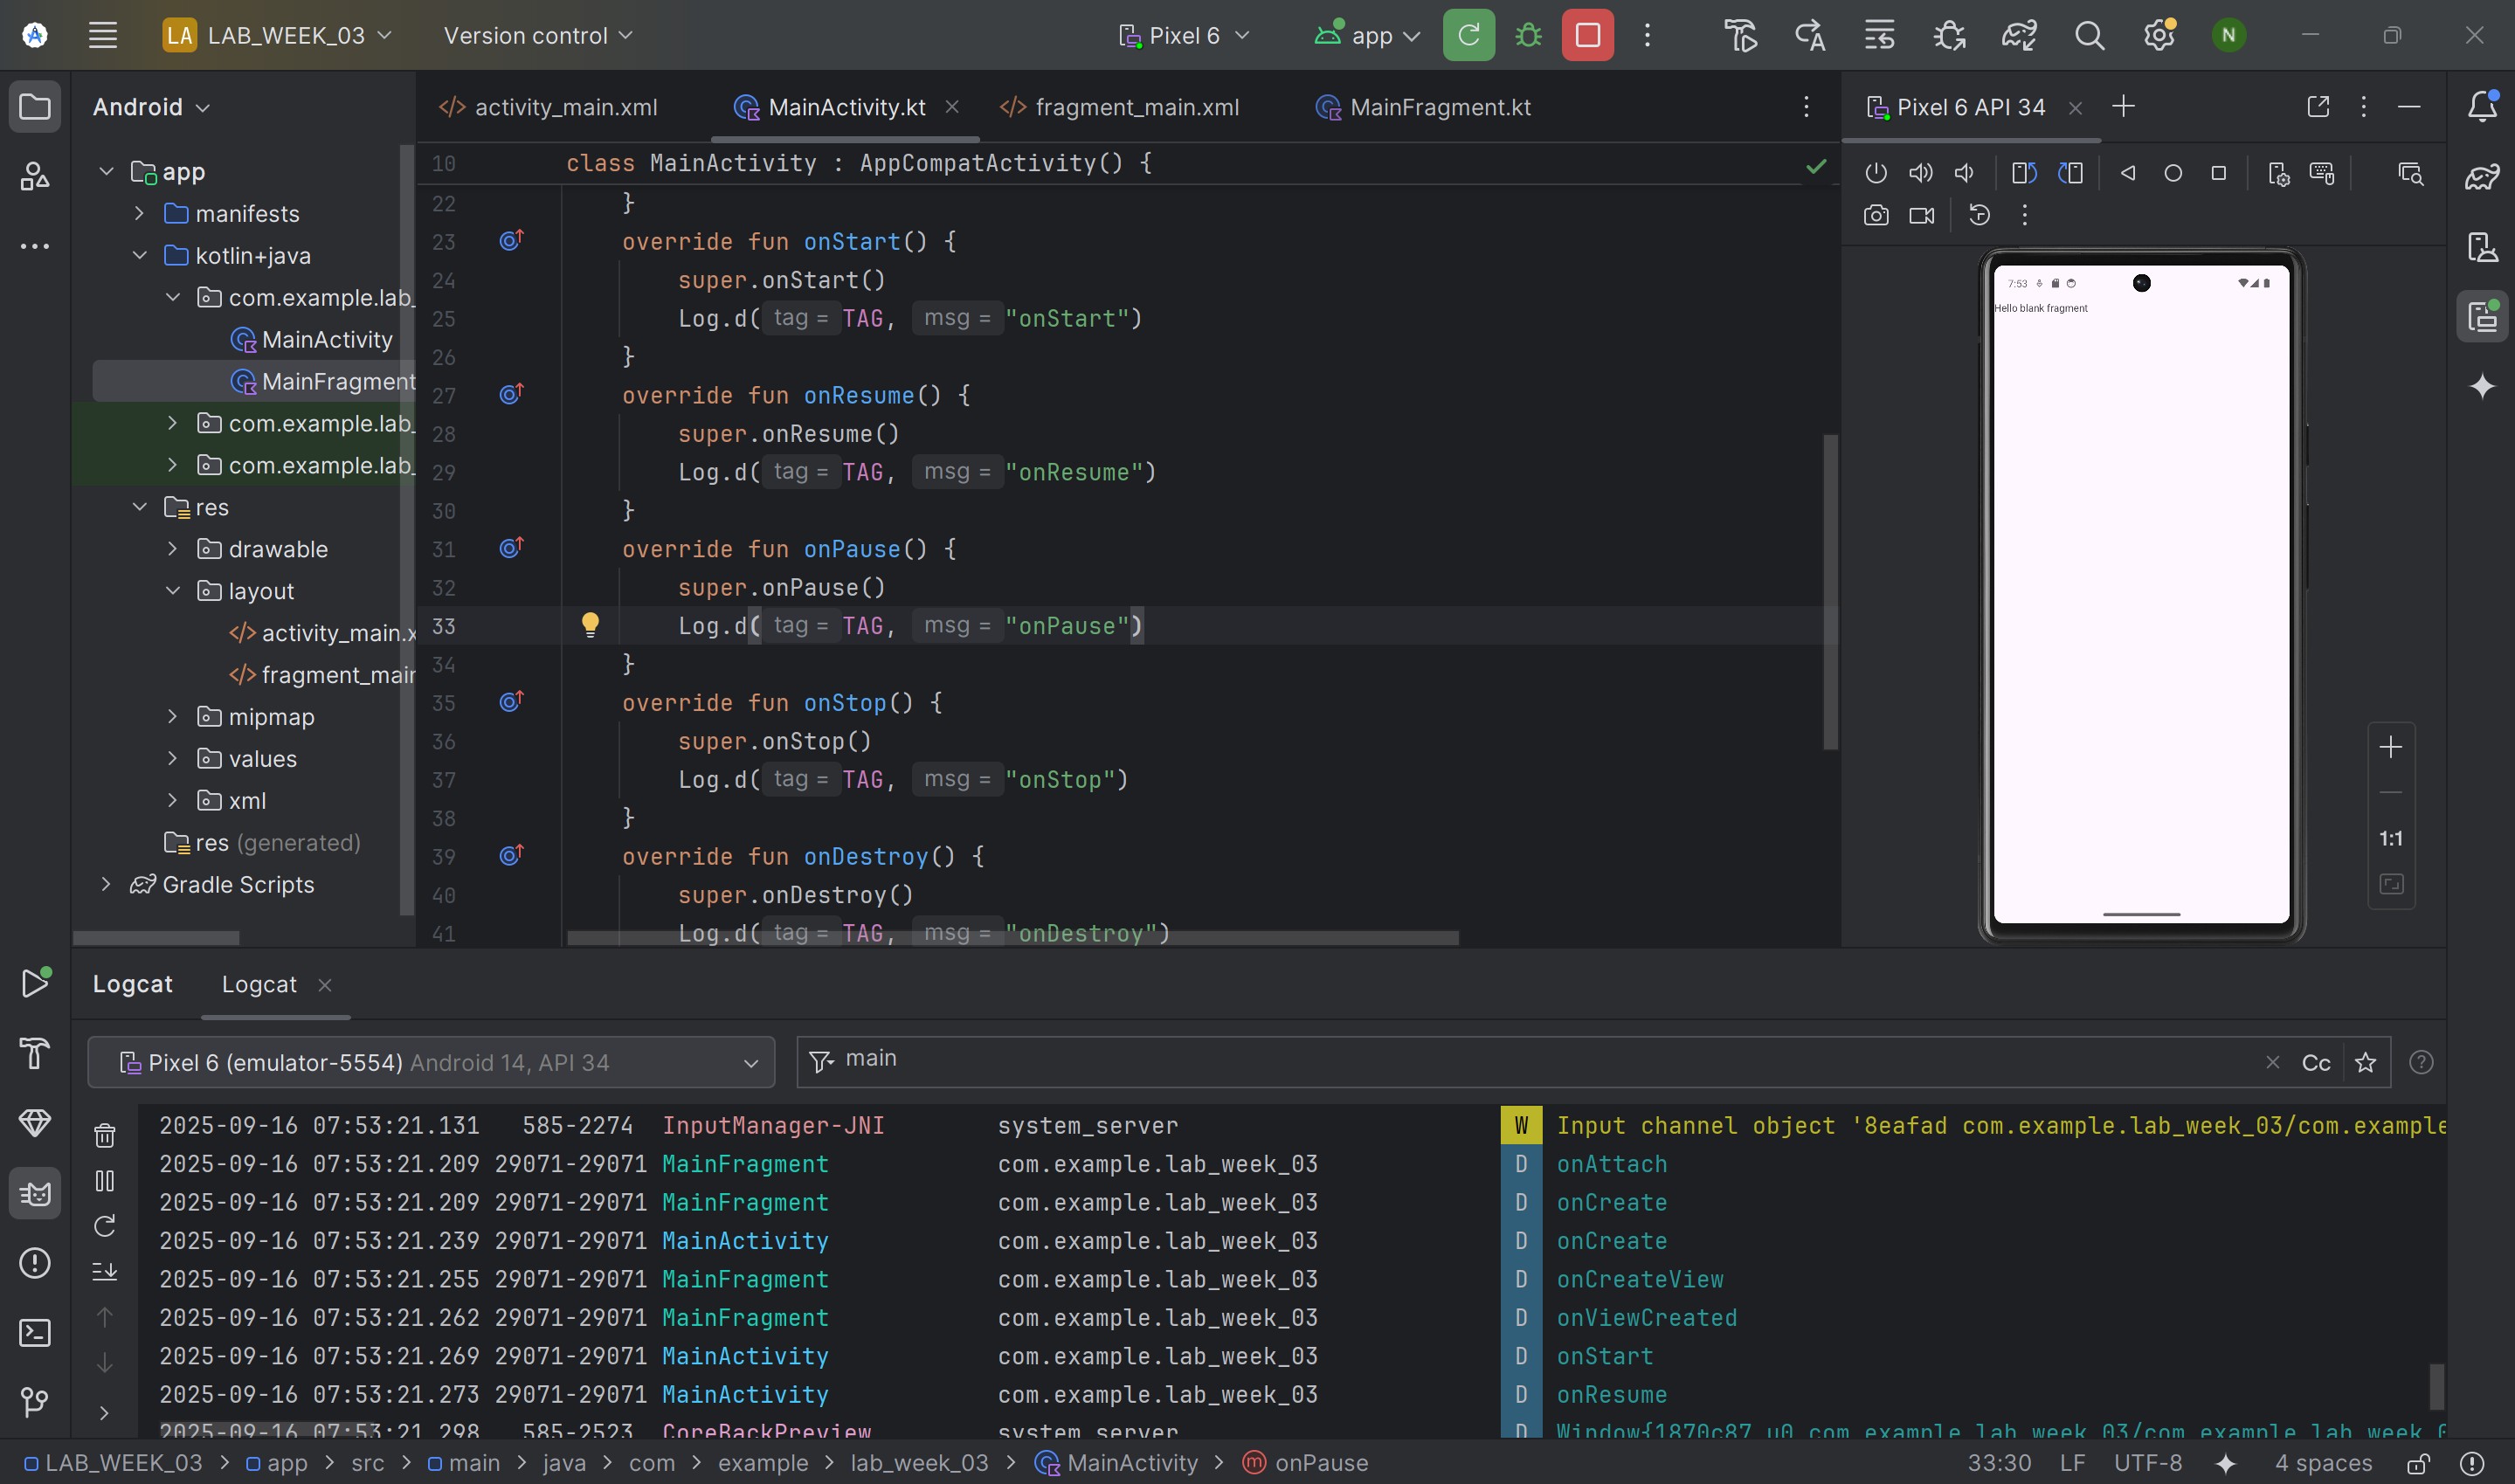 LA LAB_WEEK_03 Version control Pixel 6 app N
Android
app
manifests
kotlin+java
com.example.lab_
MainActivity
MainFragment
com.example.lab_
com.example.lab_
res
drawable
layout
activity_main.x
fragment_mair
mipmap
values
xml
res (generated)
Gradle Scripts
activity_main.xml MainActivity.kt fragment_main.xml MainFragment.kt
10 class MainActivity : AppCompatActivity() {
22 }
23 override fun onStart() {
24 super.onStart()
25 Log.d( tag = TAG, msg = "onStart")
26 }
27 override fun onResume() {
28 super.onResume()
29 Log.d( tag = TAG, msg = "onResume")
30 }
31 override fun onPause() {
32 super.onPause()
33 Log.d( tag = TAG, msg = "onPause")
34 }
35 override fun onStop() {
36 super.onStop()
37 Log.d( tag = TAG, msg = "onStop")
38 }
39 override fun onDestroy() {
40 super.onDestroy()
41 Log.d( tag = TAG, msg = "onDestroy")
Pixel 6 API 34
7:53
Hello blank fragment
1:1
Logcat Logcat
Pixel 6 (emulator-5554) Android 14, API 34 main Cc
2025-09-16 07:53:21.131 585-2274 InputManager-JNI system_server W Input channel object '8eafad com.example.lab_week_03/com.example
2025-09-16 07:53:21.209 29071-29071 MainFragment com.example.lab_week_03 D onAttach
2025-09-16 07:53:21.209 29071-29071 MainFragment com.example.lab_week_03 D onCreate
2025-09-16 07:53:21.239 29071-29071 MainActivity com.example.lab_week_03 D onCreate
2025-09-16 07:53:21.255 29071-29071 MainFragment com.example.lab_week_03 D onCreateView
2025-09-16 07:53:21.262 29071-29071 MainFragment com.example.lab_week_03 D onViewCreated
2025-09-16 07:53:21.269 29071-29071 MainActivity com.example.lab_week_03 D onStart
2025-09-16 07:53:21.273 29071-29071 MainActivity com.example.lab_week_03 D onResume
2025-09-16 07:53:21.298 585-2523 CoreBackPreview system_server D Window{1870c87 u0 com.example.lab_week_03/com.example.lab_week_0
LAB_WEEK_03 > app > src > main > java > com > example > lab_week_03 > MainActivity > m onPause 33:30 LF UTF-8 4 spaces